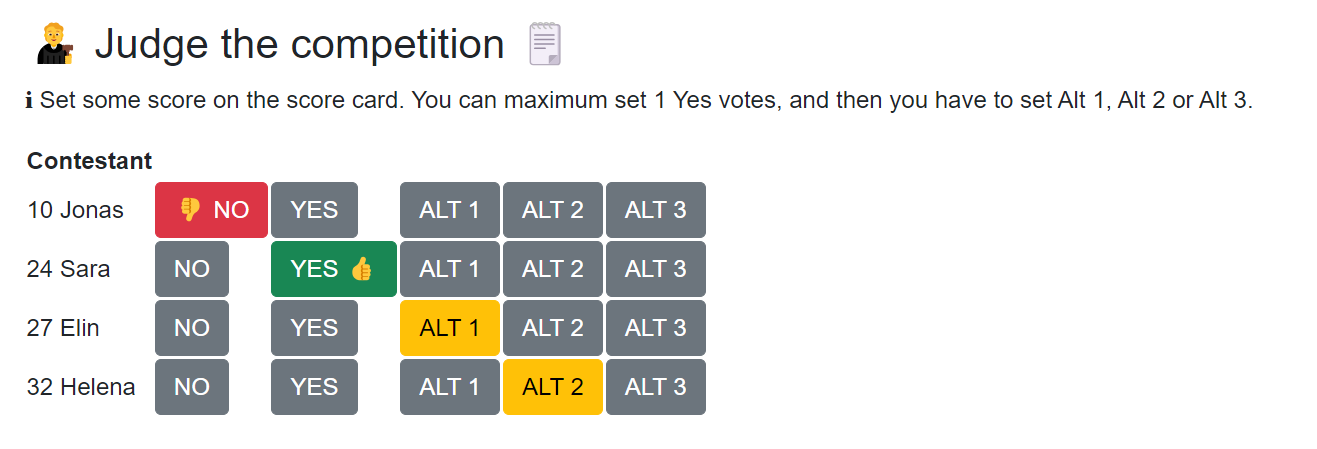 Judge the competition
ℹ Set some score on the score card. You can maximum set 1 Yes votes, and then you have to set Alt 1, Alt 2 or Alt 3.
Contestant
10 Jonas NO YES ALT 1 ALT 2 ALT 3
24 Sara NO YES ALT 1 ALT 2 ALT 3
27 Elin NO YES ALT 1 ALT 2 ALT 3
32 Helena NO YES ALT 1 ALT 2 ALT 3